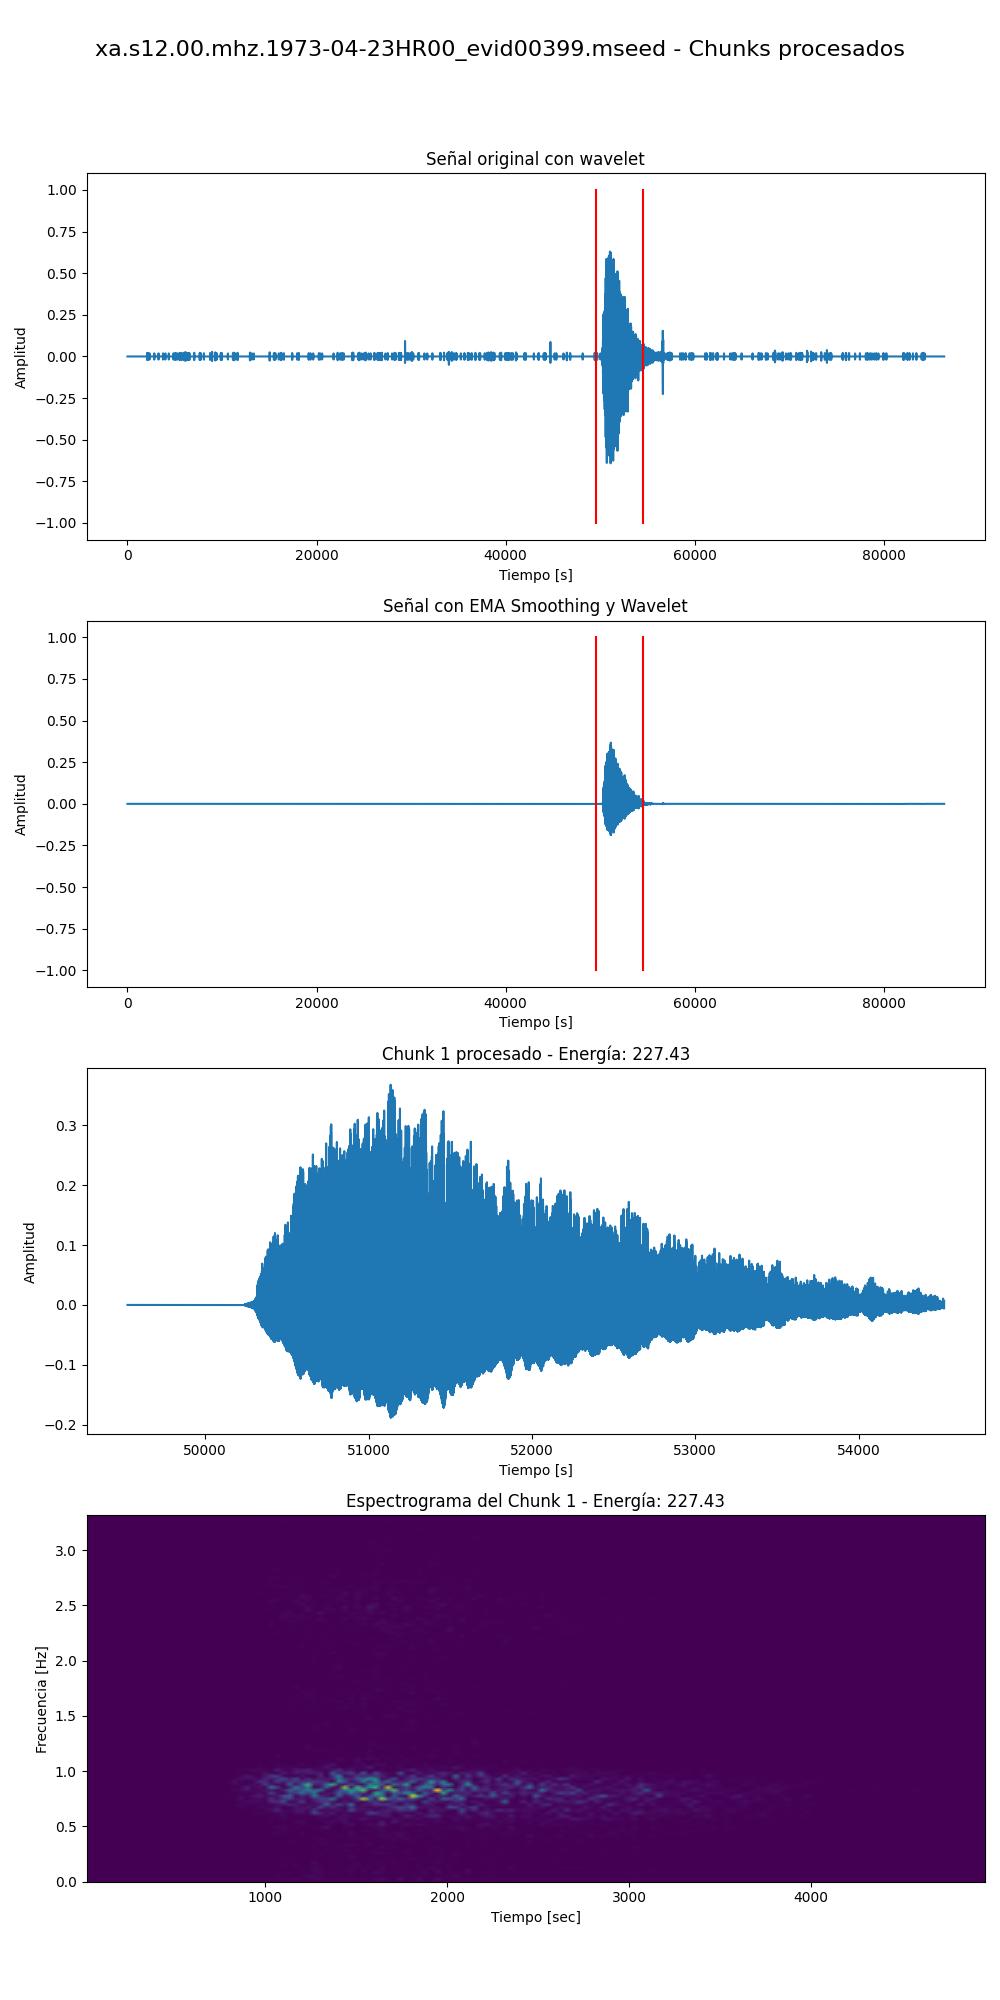 xa.s12.00.mhz.1973-04-23HR00_evid00399.mseed - Chunks procesados
Señal original con wavelet
1.00
0.75
0.50
0.25
0.00
−0.25
−0.50
−0.75
−1.00
Amplitud
0 20000 40000 60000 80000
Tiempo [s]
Señal con EMA Smoothing y Wavelet
1.00
0.75
0.50
0.25
0.00
−0.25
−0.50
−0.75
−1.00
Amplitud
0 20000 40000 60000 80000
Tiempo [s]
Chunk 1 procesado - Energía: 227.43
0.3
0.2
0.1
0.0
−0.1
−0.2
Amplitud
50000 51000 52000 53000 54000
Tiempo [s]
Espectrograma del Chunk 1 - Energía: 227.43
3.0
2.5
2.0
1.5
1.0
0.5
0.0
Frecuencia [Hz]
1000 2000 3000 4000
Tiempo [sec]